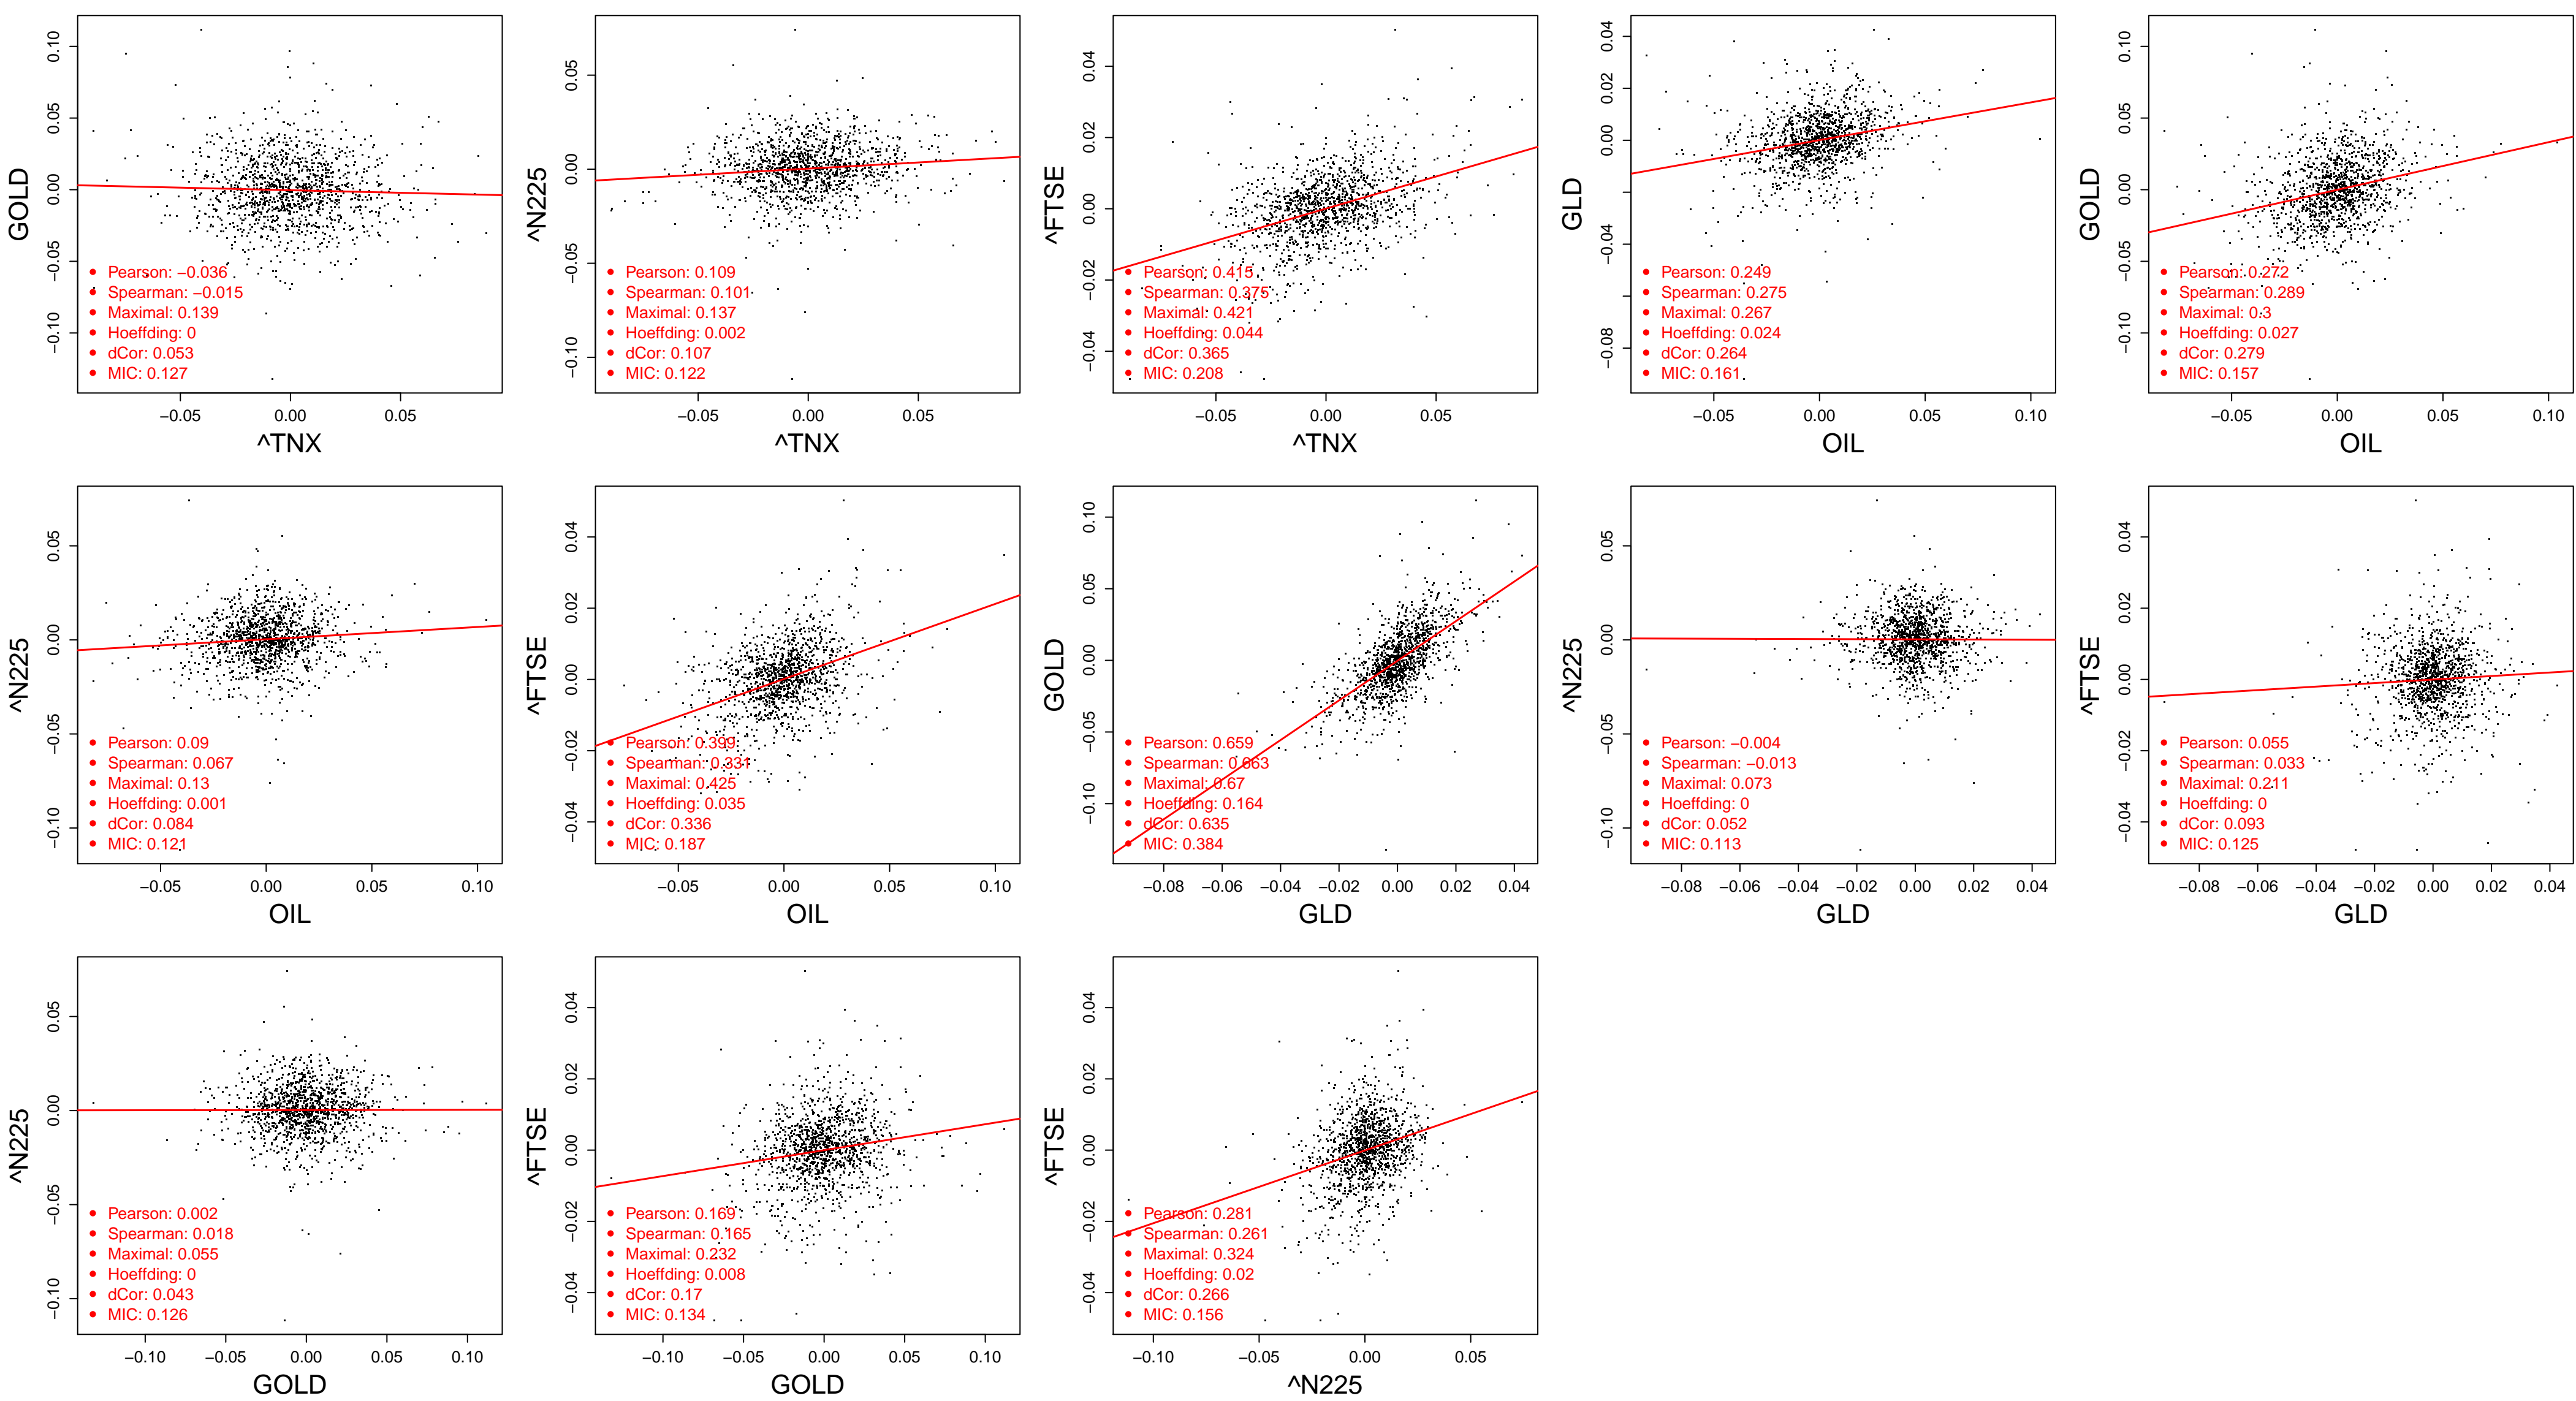 GOLD
0.10
0.05
0.00
−0.05
−0.10
Pearson: −0.036
Spearman: −0.015
Maximal: 0.139
Hoeffding: 0
dCor: 0.053
MIC: 0.127
−0.05 0.00 0.05
^TNX
^N225
0.05
0.00
−0.05
−0.10
Pearson: 0.109
Spearman: 0.101
Maximal: 0.137
Hoeffding: 0.002
dCor: 0.107
MIC: 0.122
−0.05 0.00 0.05
^TNX
^FTSE
0.04
0.02
0.00
−0.02
−0.04
Pearson: 0.415
Spearman: 0.375
Maximal: 0.421
Hoeffding: 0.044
dCor: 0.365
MIC: 0.208
−0.05 0.00 0.05
^TNX
GLD
0.04
0.02
0.00
−0.04
−0.08
Pearson: 0.249
Spearman: 0.275
Maximal: 0.267
Hoeffding: 0.024
dCor: 0.264
MIC: 0.161
−0.05 0.00 0.05 0.10
OIL
GOLD
0.10
0.05
0.00
−0.05
−0.10
Pearson: 0.272
Spearman: 0.289
Maximal: 0.3
Hoeffding: 0.027
dCor: 0.279
MIC: 0.157
−0.05 0.00 0.05 0.10
OIL
^N225
0.05
0.00
−0.05
−0.10
Pearson: 0.09
Spearman: 0.067
Maximal: 0.13
Hoeffding: 0.001
dCor: 0.084
MIC: 0.121
−0.05 0.00 0.05 0.10
OIL
^FTSE
0.04
0.02
0.00
−0.02
−0.04
Pearson: 0.399
Spearman: 0.331
Maximal: 0.425
Hoeffding: 0.035
dCor: 0.336
MIC: 0.187
−0.05 0.00 0.05 0.10
OIL
GOLD
0.10
0.05
0.00
−0.05
−0.10
Pearson: 0.659
Spearman: 0.663
Maximal: 0.67
Hoeffding: 0.164
dCor: 0.635
MIC: 0.384
−0.08 −0.06 −0.04 −0.02 0.00 0.02 0.04
GLD
^N225
0.05
0.00
−0.05
−0.10
Pearson: −0.004
Spearman: −0.013
Maximal: 0.073
Hoeffding: 0
dCor: 0.052
MIC: 0.113
−0.08 −0.06 −0.04 −0.02 0.00 0.02 0.04
GLD
^FTSE
0.04
0.02
0.00
−0.02
−0.04
Pearson: 0.055
Spearman: 0.033
Maximal: 0.211
Hoeffding: 0
dCor: 0.093
MIC: 0.125
−0.08 −0.06 −0.04 −0.02 0.00 0.02 0.04
GLD
^N225
0.05
0.00
−0.05
−0.10
Pearson: 0.002
Spearman: 0.018
Maximal: 0.055
Hoeffding: 0
dCor: 0.043
MIC: 0.126
−0.10 −0.05 0.00 0.05 0.10
GOLD
^FTSE
0.04
0.02
0.00
−0.02
−0.04
Pearson: 0.169
Spearman: 0.165
Maximal: 0.232
Hoeffding: 0.008
dCor: 0.17
MIC: 0.134
−0.10 −0.05 0.00 0.05 0.10
GOLD
^FTSE
0.04
0.02
0.00
−0.02
−0.04
Pearson: 0.281
Spearman: 0.261
Maximal: 0.324
Hoeffding: 0.02
dCor: 0.266
MIC: 0.156
−0.10 −0.05 0.00 0.05
^N225